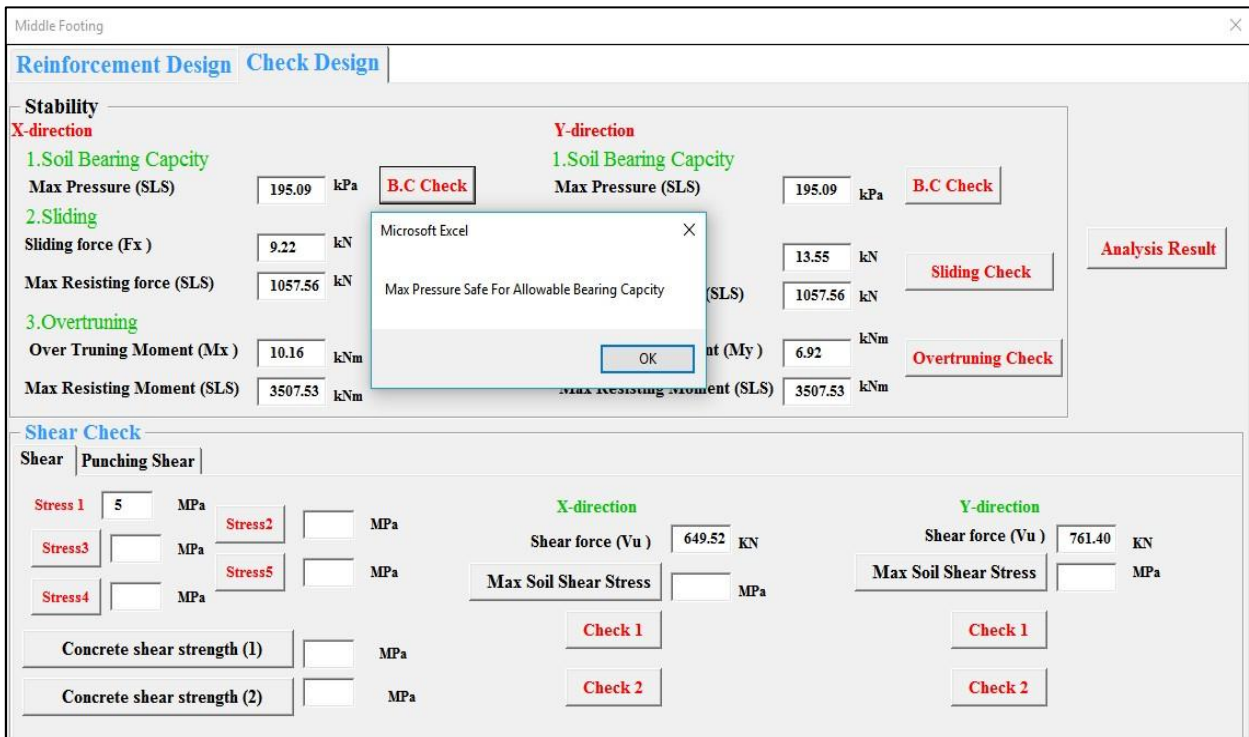 Middle Footing
Reinforcement Design Check Design
Stability
X-direction
1.Soil Bearing Capcity
Max Pressure (SLS) 195.09 kPa B.C Check
2.Sliding
Sliding force (Fx ) 9.22 kN
Max Resisting force (SLS) 1057.56 kN
3.Overtruning
Over Truning Moment (Mx ) 10.16 kNm
Max Resisting Moment (SLS) 3507.53 kNm
Y-direction
1.Soil Bearing Capcity
Max Pressure (SLS) 195.09 kPa B.C Check
13.55 kN
Sliding Check
(SLS) 1057.56 kN
nt (My ) 6.92 kNm
Overtruning Check
Max Resisting Moment (SLS) 3507.53 kNm
Analysis Result
Microsoft Excel
Max Pressure Safe For Allowable Bearing Capcity
OK
Shear Check
Shear Punching Shear
Stress 1 5 MPa
Stress2 MPa
Stress3 MPa
Stress5 MPa
Stress4 MPa
Concrete shear strength (1) MPa
Concrete shear strength (2) MPa
X-direction
Shear force (Vu ) 649.52 KN
Max Soil Shear Stress MPa
Check 1
Check 2
Y-direction
Shear force (Vu ) 761.40 KN
Max Soil Shear Stress MPa
Check 1
Check 2